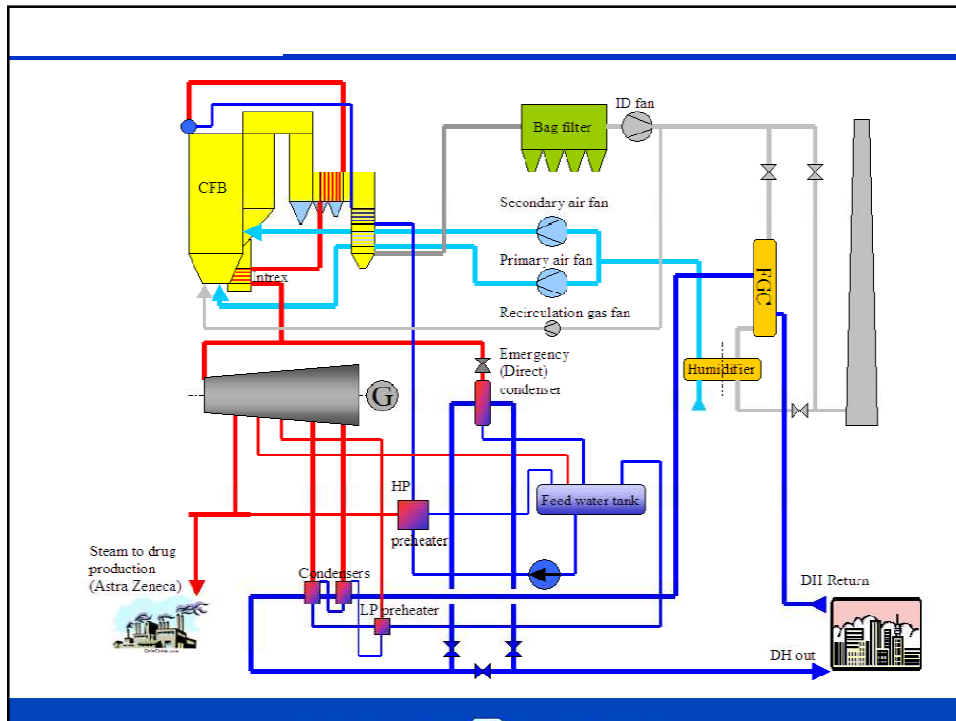 ID fan
Bag filter
CFB
Secondary air fan
Primary air fan
Intrex
Recirculation gas fan
FGC
Emergency
(Direct)
condenser
Humidifier
G
HP
preheater
Feed water tank
Steam to drug
production
(Astra Zeneca)
Condensers
LP preheater
DH Return
DH out